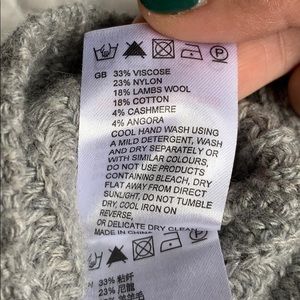 GB 33% VISCOSE
23% NYLON
18% LAMBS WOOL
18% COTTON
4% CASHMERE
4% ANGORA
COOL HAND WASH USING
A MILD DETERGENT, WASH
AND DRY SEPARATELY OR
WITH SIMILAR COLOURS,
DO NOT USE PRODUCTS
CONTAINING BLEACH, DRY
FLAT AWAY FROM DIRECT
SUNLIGHT, DO NOT TUMBLE
DRY, COOL IRON ON
REVERSE,
OR DELICATE DRY CLEAN
MADE IN CHINA
33% 粘纤
23% 尼龍